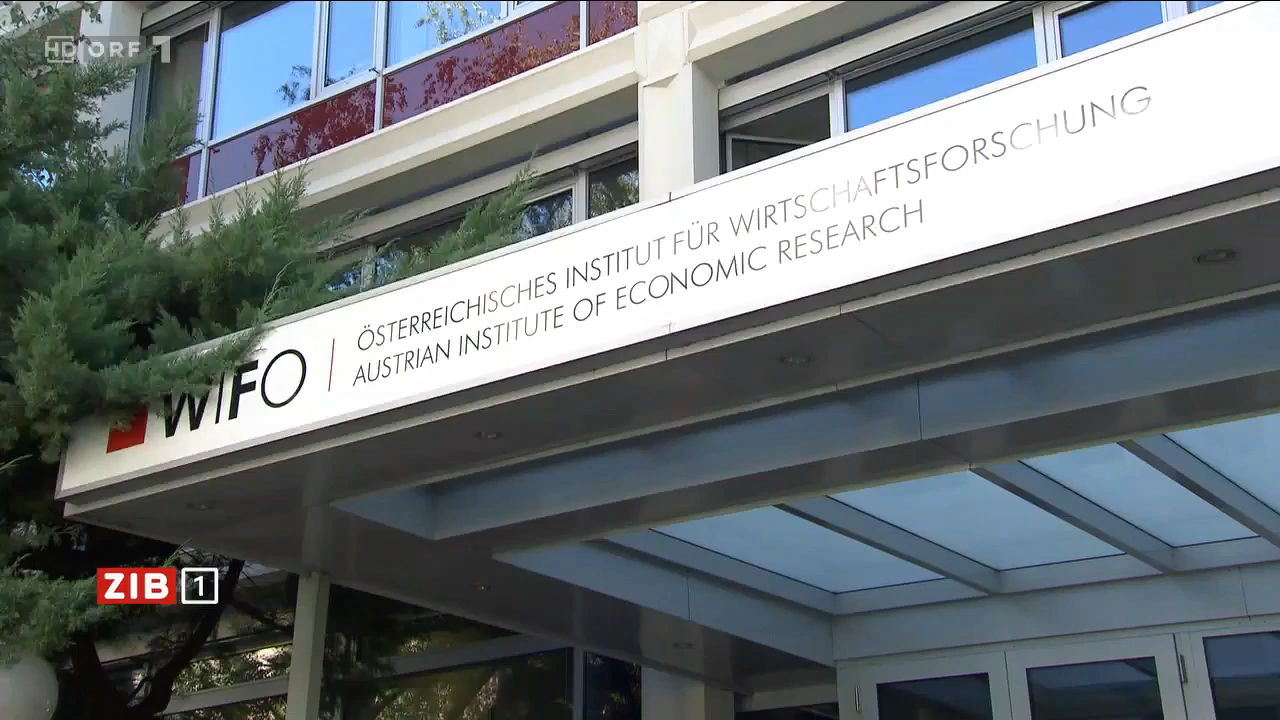 HD ORF 1
ÖSTERREICHISCHES INSTITUT FÜR WIRTSCHAFTSFORSCHUNG
WIFO
AUSTRIAN INSTITUTE OF ECONOMIC RESEARCH
ZIB 1